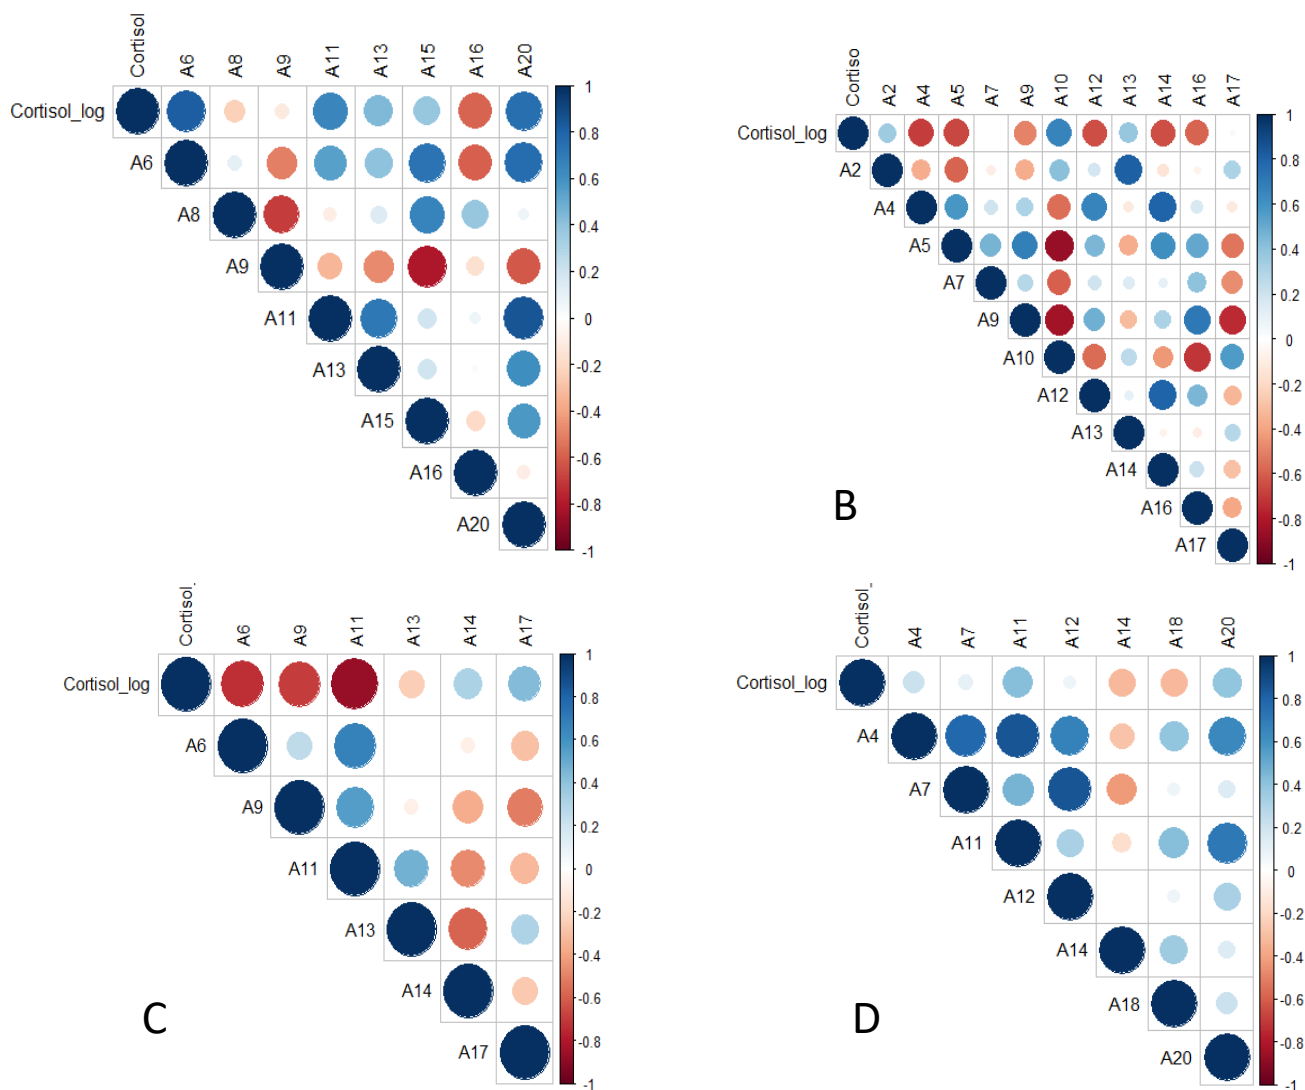 Cortisol A6 A8 A9 A11 A13 A15 A16 A20
Cortisol_log
A6
A8
A9
A11
A13
A15
A16
A20
1
0.8
0.6
0.4
0.2
0
-0.2
-0.4
-0.6
-0.8
-1
Cortiso A2 A4 A5 A7 A9 A10 A12 A13 A14 A16 A17
Cortisol_log
A2
A4
A5
A7
A9
A10
A12
A13
A14
A16
A17
1
0.8
0.6
0.4
0.2
0
-0.2
-0.4
-0.6
-0.8
-1
B
Cortisol_ A6 A9 A11 A13 A14 A17
Cortisol_log
A6
A9
A11
A13
A14
A17
1
0.8
0.6
0.4
0.2
0
-0.2
-0.4
-0.6
-0.8
-1
C
Cortisol_ A4 A7 A11 A12 A14 A18 A20
Cortisol_log
A4
A7
A11
A12
A14
A18
A20
1
0.8
0.6
0.4
0.2
0
-0.2
-0.4
-0.6
-0.8
-1
D